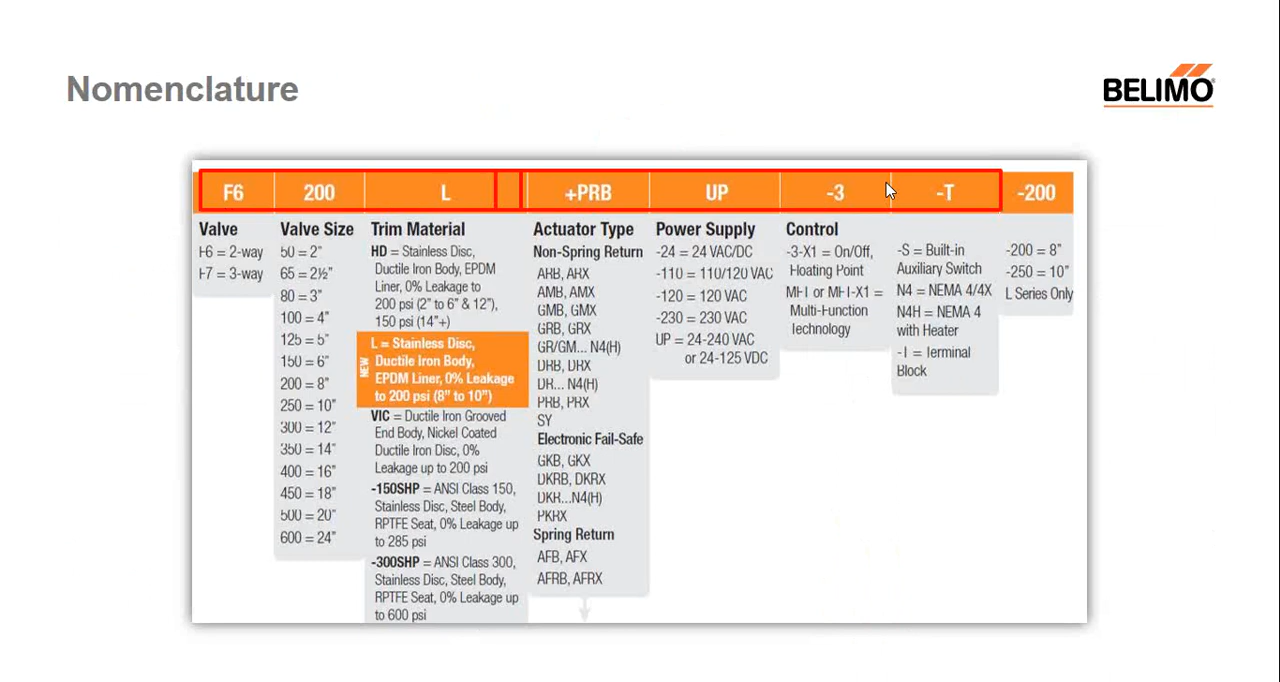 Nomenclature
BELIMO
F6 200 L +PRB UP -3 -T -200
Valve
F6 = 2-way
F7 = 3-way
Valve Size
50 = 2"
65 = 2½"
80 = 3"
100 = 4"
125 = 5"
150 = 6"
200 = 8"
250 = 10"
300 = 12"
350 = 14"
400 = 16"
450 = 18"
500 = 20"
600 = 24"
Trim Material
HD = Stainless Disc,
Ductile Iron Body, EPDM
Liner, 0% Leakage to
200 psi (2" to 6" & 12"),
150 psi (14"+)
NEW
L = Stainless Disc,
Ductile Iron Body,
EPDM Liner, 0% Leakage
to 200 psi (8" to 10")
VIC = Ductile Iron Grooved
End Body, Nickel Coated
Ductile Iron Disc, 0%
Leakage up to 200 psi
-150SHP = ANSI Class 150,
Stainless Disc, Steel Body,
RPTFE Seat, 0% Leakage up
to 285 psi
-300SHP = ANSI Class 300,
Stainless Disc, Steel Body,
RPTFE Seat, 0% Leakage up
to 600 psi
Actuator Type
Non-Spring Return
ARB, ARX
AMB, AMX
GMB, GMX
GRB, GRX
GR/GM... N4(H)
DRB, DRX
DR... N4(H)
PRB, PRX
SY
Electronic Fail-Safe
GKB, GKX
DKRB, DKRX
DKR...N4(H)
PKRX
Spring Return
AFB, AFX
AFRB, AFRX
Power Supply
-24 = 24 VAC/DC
-110 = 110/120 VAC
-120 = 120 VAC
-230 = 230 VAC
UP = 24-240 VAC
or 24-125 VDC
Control
-3-X1 = On/Off,
Floating Point
MFT or MFT-X1 =
Multi-Function
Technology
-S = Built-in
Auxiliary Switch
N4 = NEMA 4/4X
N4H = NEMA 4
with Heater
-T = Terminal
Block
-200 = 8"
-250 = 10"
L Series Only